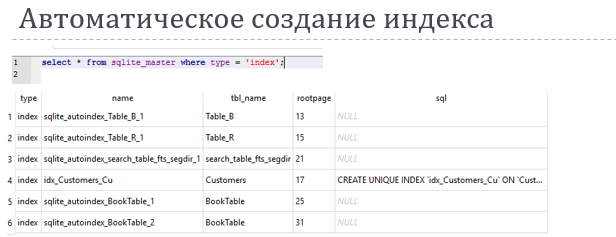 Автоматическое создание индекса
1 select * from sqlite_master where type = 'index';
2
type name tbl_name rootpage sql
1 index sqlite_autoindex_Table_B_1 Table_B 13 NULL
2 index sqlite_autoindex_Table_R_1 Table_R 15 NULL
3 index sqlite_autoindex_search_table_fts_segdir_1 search_table_fts_segdir 21 NULL
4 index idx_Customers_Cu Customers 17 CREATE UNIQUE INDEX `idx_Customers_Cu` ON `Cust...
5 index sqlite_autoindex_BookTable_1 BookTable 25 NULL
6 index sqlite_autoindex_BookTable_2 BookTable 31 NULL